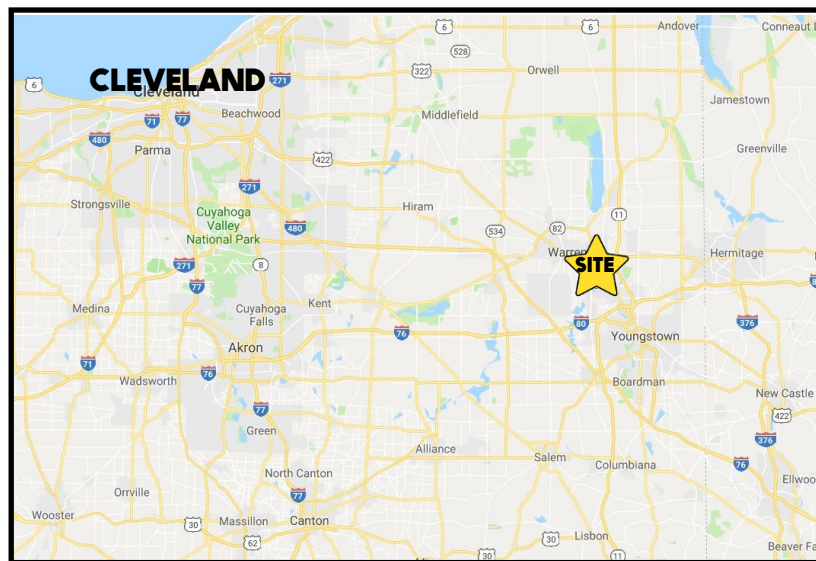 6
Andover
Conneaut L
6
6
528
322
Orwell
CLEVELAND
Cleveland
271
Jamestown
Beachwood
Middlefield
71
77
480
Parma
Greenville
422
271
Strongsville
Hiram
Cuyahoga
Valley
National Park
480
534
82
11
Warren
SITE
Hermitage
271
8
77
Medina
Cuyahoga
Falls
Kent
80
376
76
Youngstown
Akron
71
Wadsworth
76
Boardman
New Castle
77
422
Green
376
Alliance
Salem
Columbiana
76
North Canton
Ellwoo
Orrville
77
Wooster
30
Massillon
Canton
62
30
30
Lisbon
11
Beaver Fa